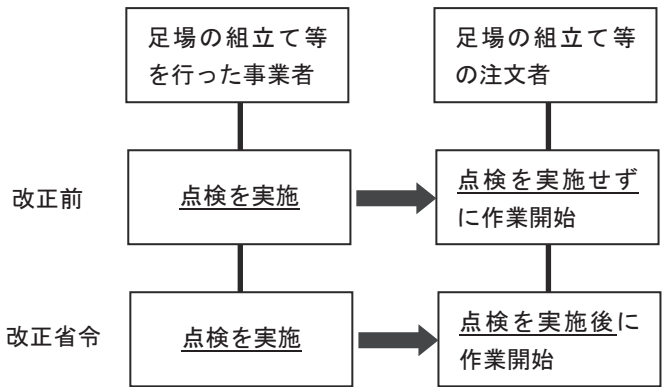 足場の組立て等
を行った事業者
足場の組立て等
の注文者
改正前
点検を実施
点検を実施せず
に作業開始
改正省令
点検を実施
点検を実施後に
作業開始